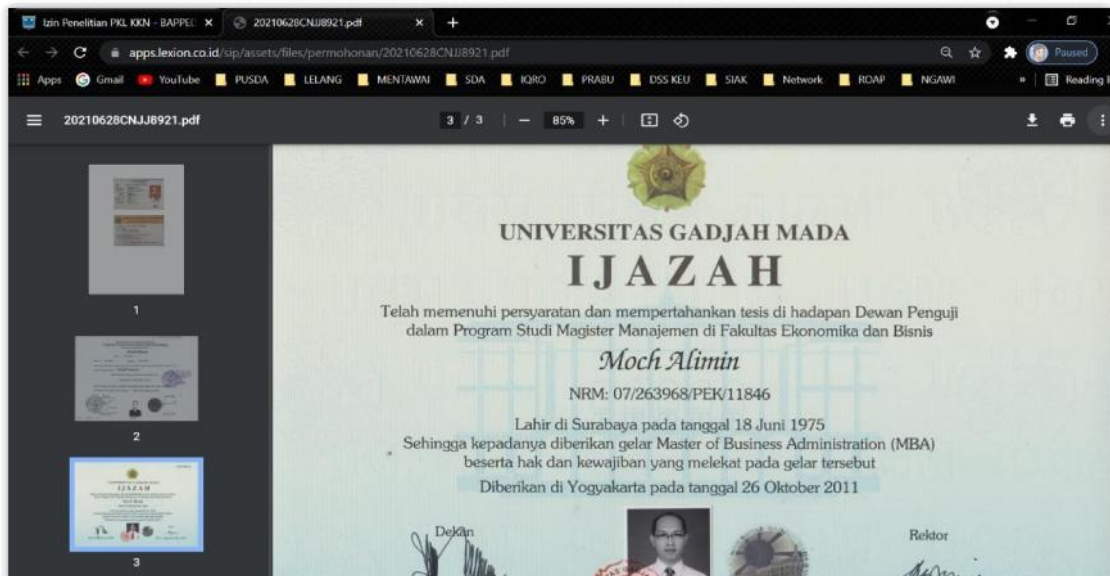 Izin Penelitian PKL KKN - BAPPEC
20210628CNJJ8921.pdf
apps.lexion.co.id/sip/assets/files/permohonan/20210628CNJJ8921.pdf
Paused
Apps Gmail YouTube PUSDA LELANG MENTAWAI SDA IQRO PRABU DSS KEU SIAK Network ROAP NGAWI » Reading
20210628CNJJ8921.pdf 3 / 3 85%
UNIVERSITAS GADJAH MADA
IJAZAH
Telah memenuhi persyaratan dan mempertahankan tesis di hadapan Dewan Penguji
dalam Program Studi Magister Manajemen di Fakultas Ekonomika dan Bisnis
Moch Alimin
NRM: 07/263968/PEK/11846
Lahir di Surabaya pada tanggal 18 Juni 1975
Sehingga kepadanya diberikan gelar Master of Business Administration (MBA)
beserta hak dan kewajiban yang melekat pada gelar tersebut
Diberikan di Yogyakarta pada tanggal 26 Oktober 2011
Dekan Rektor
1
2
IJAZAH
3